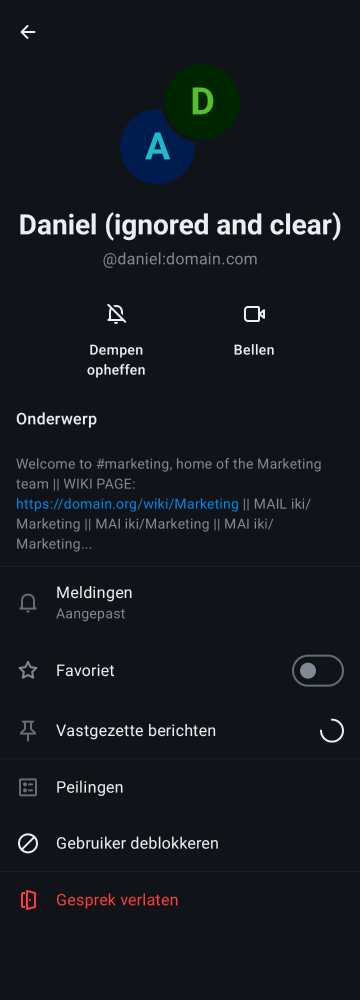 D
A
Daniel (ignored and clear)
@daniel:domain.com
Dempen
opheffen
Bellen
Onderwerp
Welcome to #marketing, home of the Marketing
team || WIKI PAGE:
https://domain.org/wiki/Marketing || MAIL iki/
Marketing || MAI iki/Marketing || MAI iki/
Marketing...
Meldingen
Aangepast
Favoriet
Vastgezette berichten
Peilingen
Gebruiker deblokkeren
Gesprek verlaten